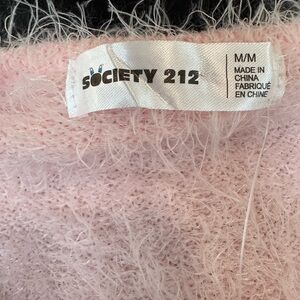 SOCIETY 212
M/M
MADE IN
CHINA
FABRIQUÉ
EN CHINE